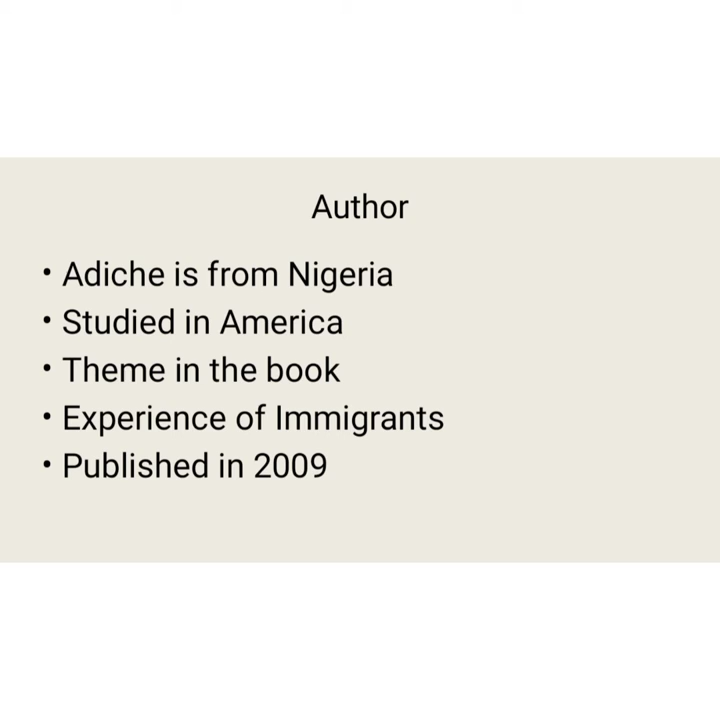 Author
• Adiche is from Nigeria
• Studied in America
• Theme in the book
• Experience of Immigrants
• Published in 2009